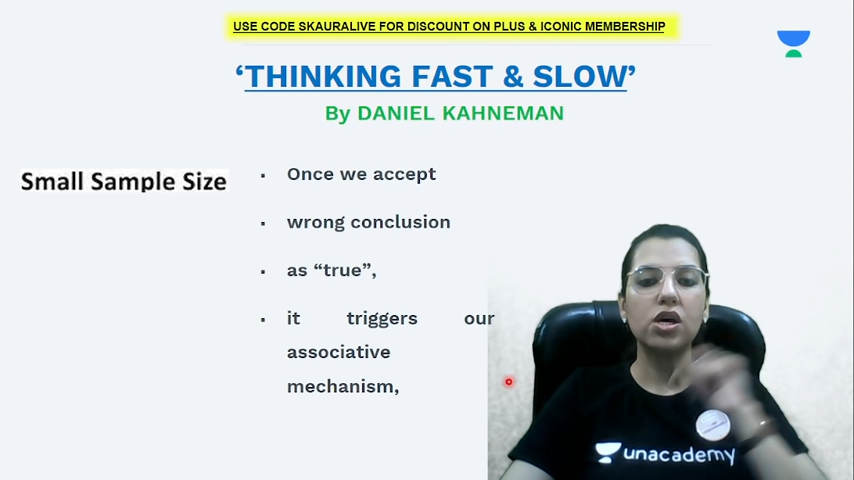 USE CODE SKAURALIVE FOR DISCOUNT ON PLUS & ICONIC MEMBERSHIP
‘THINKING FAST & SLOW’
By DANIEL KAHNEMAN
Small Sample Size
▪ Once we accept
▪ wrong conclusion
▪ as “true”,
▪ it triggers our
associative
mechanism,
unacademy